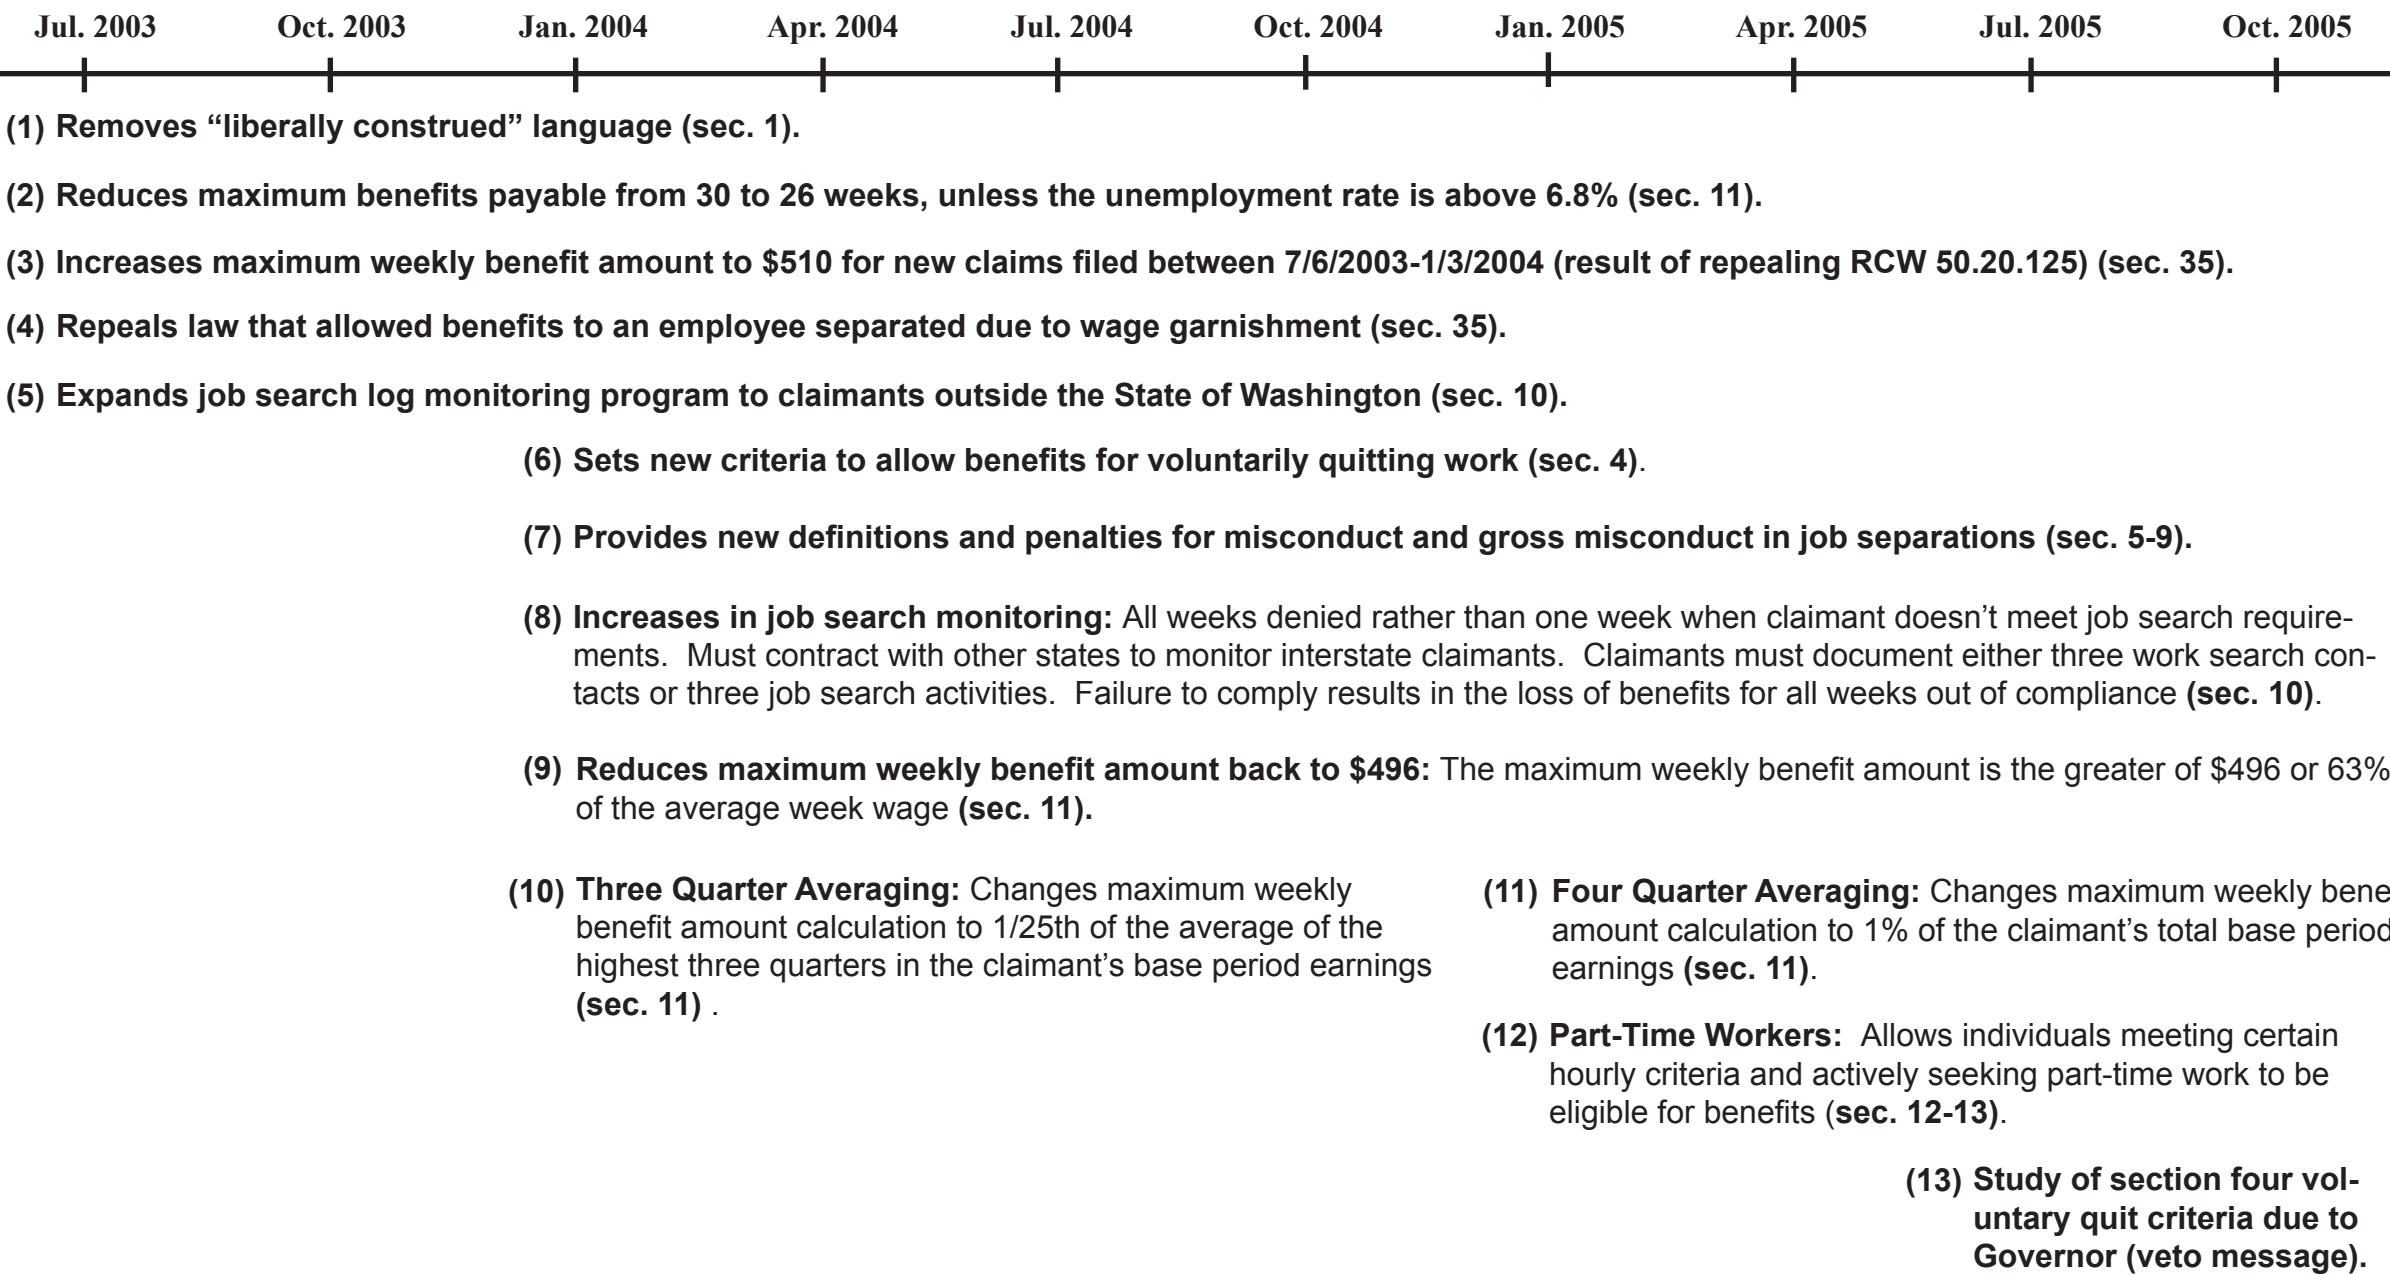 Jul. 2003 Oct. 2003 Jan. 2004 Apr. 2004 Jul. 2004 Oct. 2004 Jan. 2005 Apr. 2005 Jul. 2005 Oct. 2005
(1) Removes “liberally construed” language (sec. 1).
(2) Reduces maximum benefits payable from 30 to 26 weeks, unless the unemployment rate is above 6.8% (sec. 11).
(3) Increases maximum weekly benefit amount to $510 for new claims filed between 7/6/2003-1/3/2004 (result of repealing RCW 50.20.125) (sec. 35).
(4) Repeals law that allowed benefits to an employee separated due to wage garnishment (sec. 35).
(5) Expands job search log monitoring program to claimants outside the State of Washington (sec. 10).
(6) Sets new criteria to allow benefits for voluntarily quitting work (sec. 4).
(7) Provides new definitions and penalties for misconduct and gross misconduct in job separations (sec. 5-9).
(8) Increases in job search monitoring: All weeks denied rather than one week when claimant doesn’t meet job search require-
ments. Must contract with other states to monitor interstate claimants. Claimants must document either three work search con-
tacts or three job search activities. Failure to comply results in the loss of benefits for all weeks out of compliance (sec. 10).
(9) Reduces maximum weekly benefit amount back to $496: The maximum weekly benefit amount is the greater of $496 or 63%
of the average week wage (sec. 11).
(10) Three Quarter Averaging: Changes maximum weekly
benefit amount calculation to 1/25th of the average of the
highest three quarters in the claimant’s base period earnings
(sec. 11) .
(11) Four Quarter Averaging: Changes maximum weekly bene
amount calculation to 1% of the claimant’s total base period
earnings (sec. 11).
(12) Part-Time Workers: Allows individuals meeting certain
hourly criteria and actively seeking part-time work to be
eligible for benefits (sec. 12-13).
(13) Study of section four vol-
untary quit criteria due to
Governor (veto message).